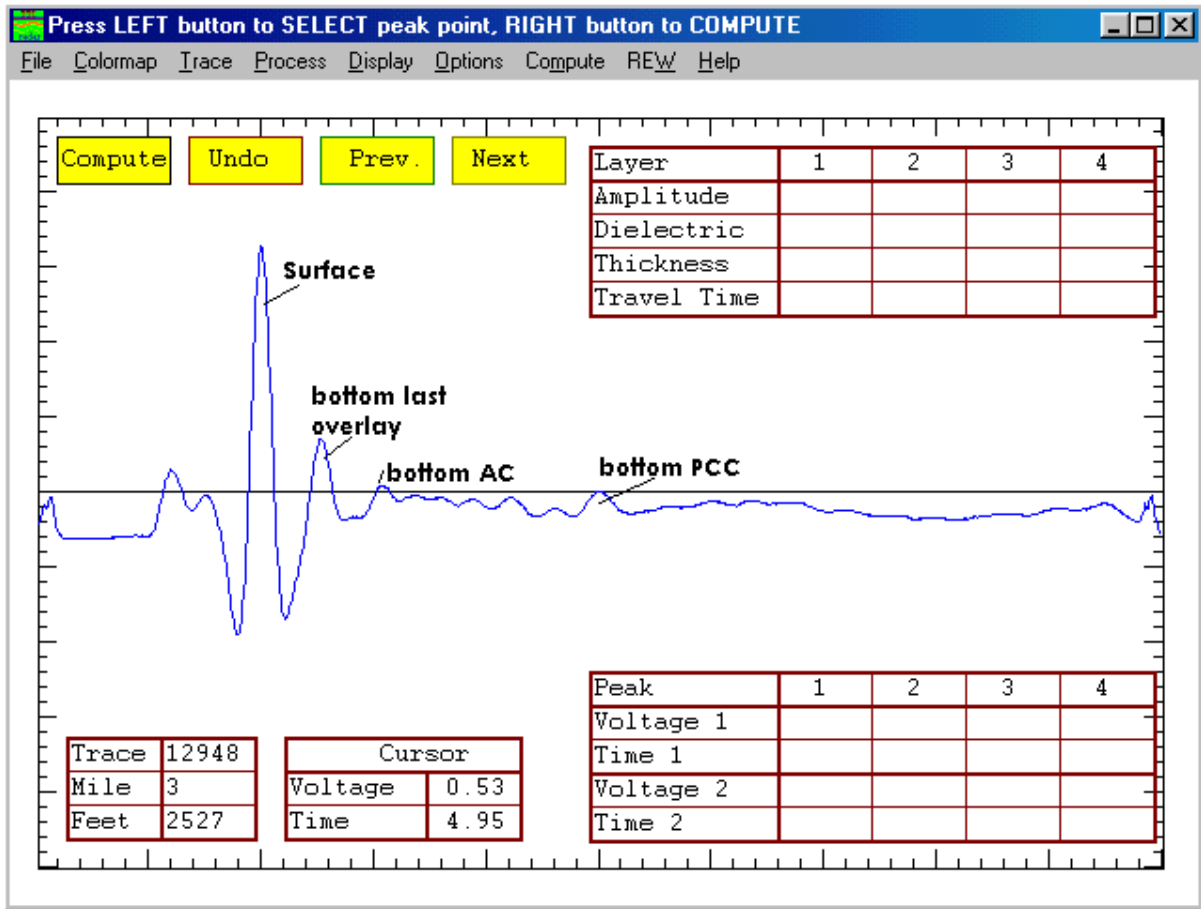 Press LEFT button to SELECT peak point, RIGHT button to COMPUTE
File Colormap Trace Process Display Options Compute REW Help
Compute Undo Prev. Next
Layer 1 2 3 4
Amplitude
Dielectric
Thickness
Travel Time
Surface
bottom last
overlay
bottom AC
bottom PCC
Peak 1 2 3 4
Voltage 1
Time 1
Voltage 2
Time 2
Trace 12948
Mile 3
Feet 2527
Cursor
Voltage 0.53
Time 4.95